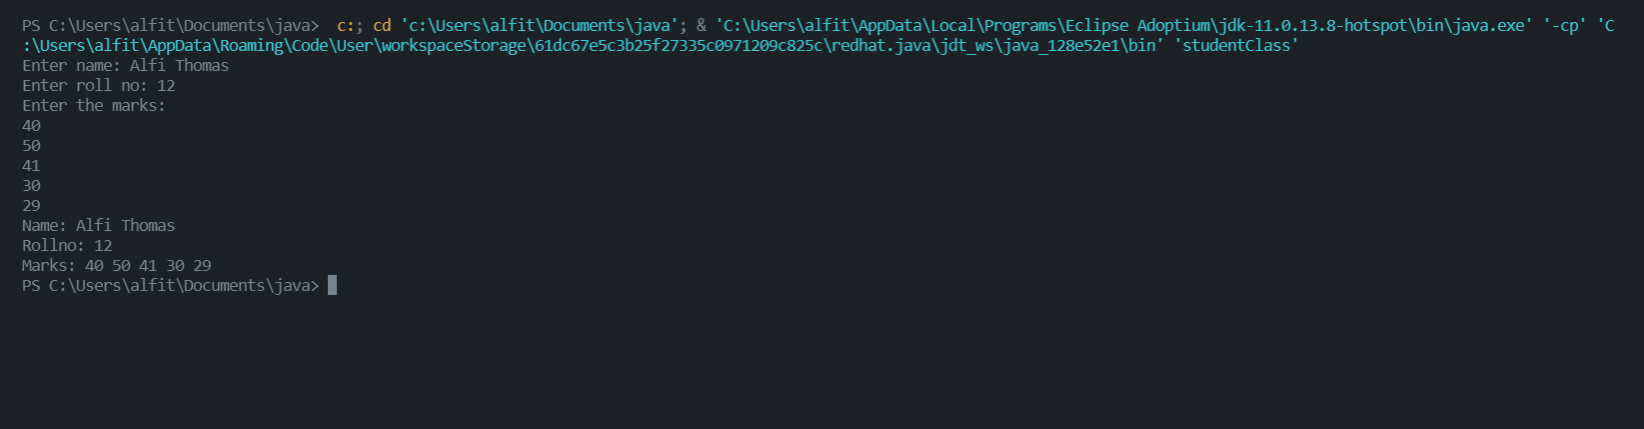 PS C:\Users\alfit\Documents\java>  c:; cd 'c:\Users\alfit\Documents\java'; & 'C:\Users\alfit\AppData\Local\Programs\Eclipse Adoptium\jdk-11.0.13.8-hotspot\bin\java.exe' '-cp' 'C
:\Users\alfit\AppData\Roaming\Code\User\workspaceStorage\61dc67e5c3b25f27335c0971209c825c\redhat.java\jdt_ws\java_128e52e1\bin' 'studentClass'
Enter name: Alfi Thomas
Enter roll no: 12
Enter the marks:
40
50
41
30
29
Name: Alfi Thomas
Rollno: 12
Marks: 40 50 41 30 29
PS C:\Users\alfit\Documents\java>